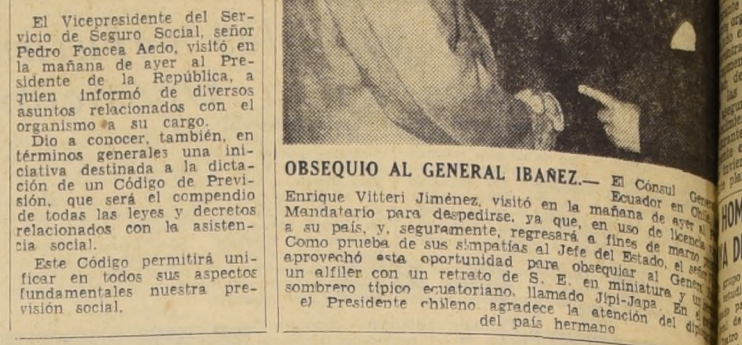 El Vicepresidente del Ser-
vicio de Seguro Social, señor
Pedro Foncea Aedo, visitó en
la mañana de ayer al Pre-
sidente de la República, a
quien informó de diversos
asuntos relacionados con el
organismo a su cargo.
Dio a conocer, también, en
términos generales una ini-
ciativa destinada a la dicta-
ción de un Código de Previ-
sión, que será el compendio
de todas las leyes y decretos
relacionados con la asisten-
cia social.
Este Código permitirá uni-
ficar en todos sus aspectos
fundamentales nuestra pre-
visión social.
OBSEQUIO AL GENERAL IBAÑEZ.— El Cónsul
Ecuador en
Enrique Vitteri Jiménez, visitó en la mañana de ayer al
Mandatario para despedirse, ya que, en uso de licencia
a su país, y, seguramente, regresará a fines de marzo
Como prueba de sus simpatías al Jefe del Estado, el señor
aprovechó esta oportunidad para obsequiar al
un alfiler con un retrato de S. E. en miniatura y un
sombrero típico ecuatoriano, llamado Jipi-Japa. En
el Presidente chileno agradece la atención del
del país hermano